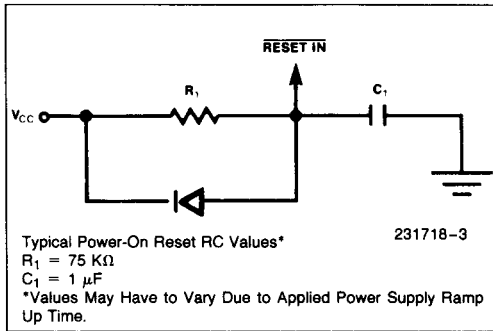 RESET IN
R1
C1
VCC
231718-3
Typical Power-On Reset RC Values*
R1 = 75 KΩ
C1 = 1 μF
*Values May Have to Vary Due to Applied Power Supply Ramp
Up Time.